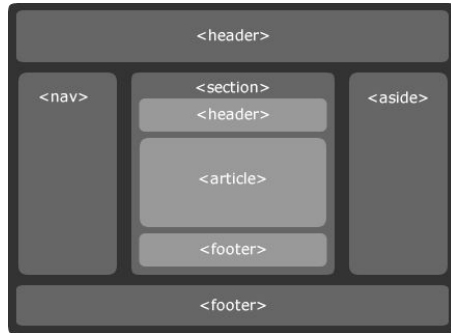 <header>
<nav>
<section>
<aside>
<header>
<article>
<footer>
<footer>